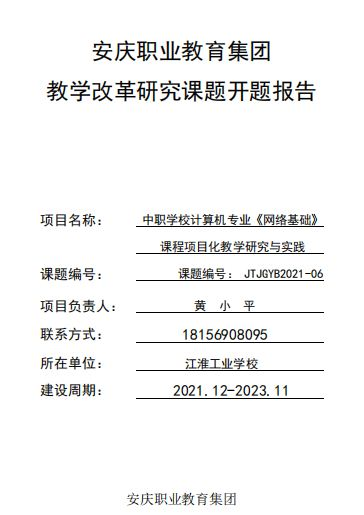 安庆职业教育集团
教学改革研究课题开题报告
项目名称： 中职学校计算机专业《网络基础》
课程项目化教学研究与实践
课题编号： 课题编号： JTJGYB2021-06
项目负责人： 黄 小 平
联系方式： 18156908095
所在单位： 江淮工业学校
建设周期： 2021.12-2023.11
安庆职业教育集团